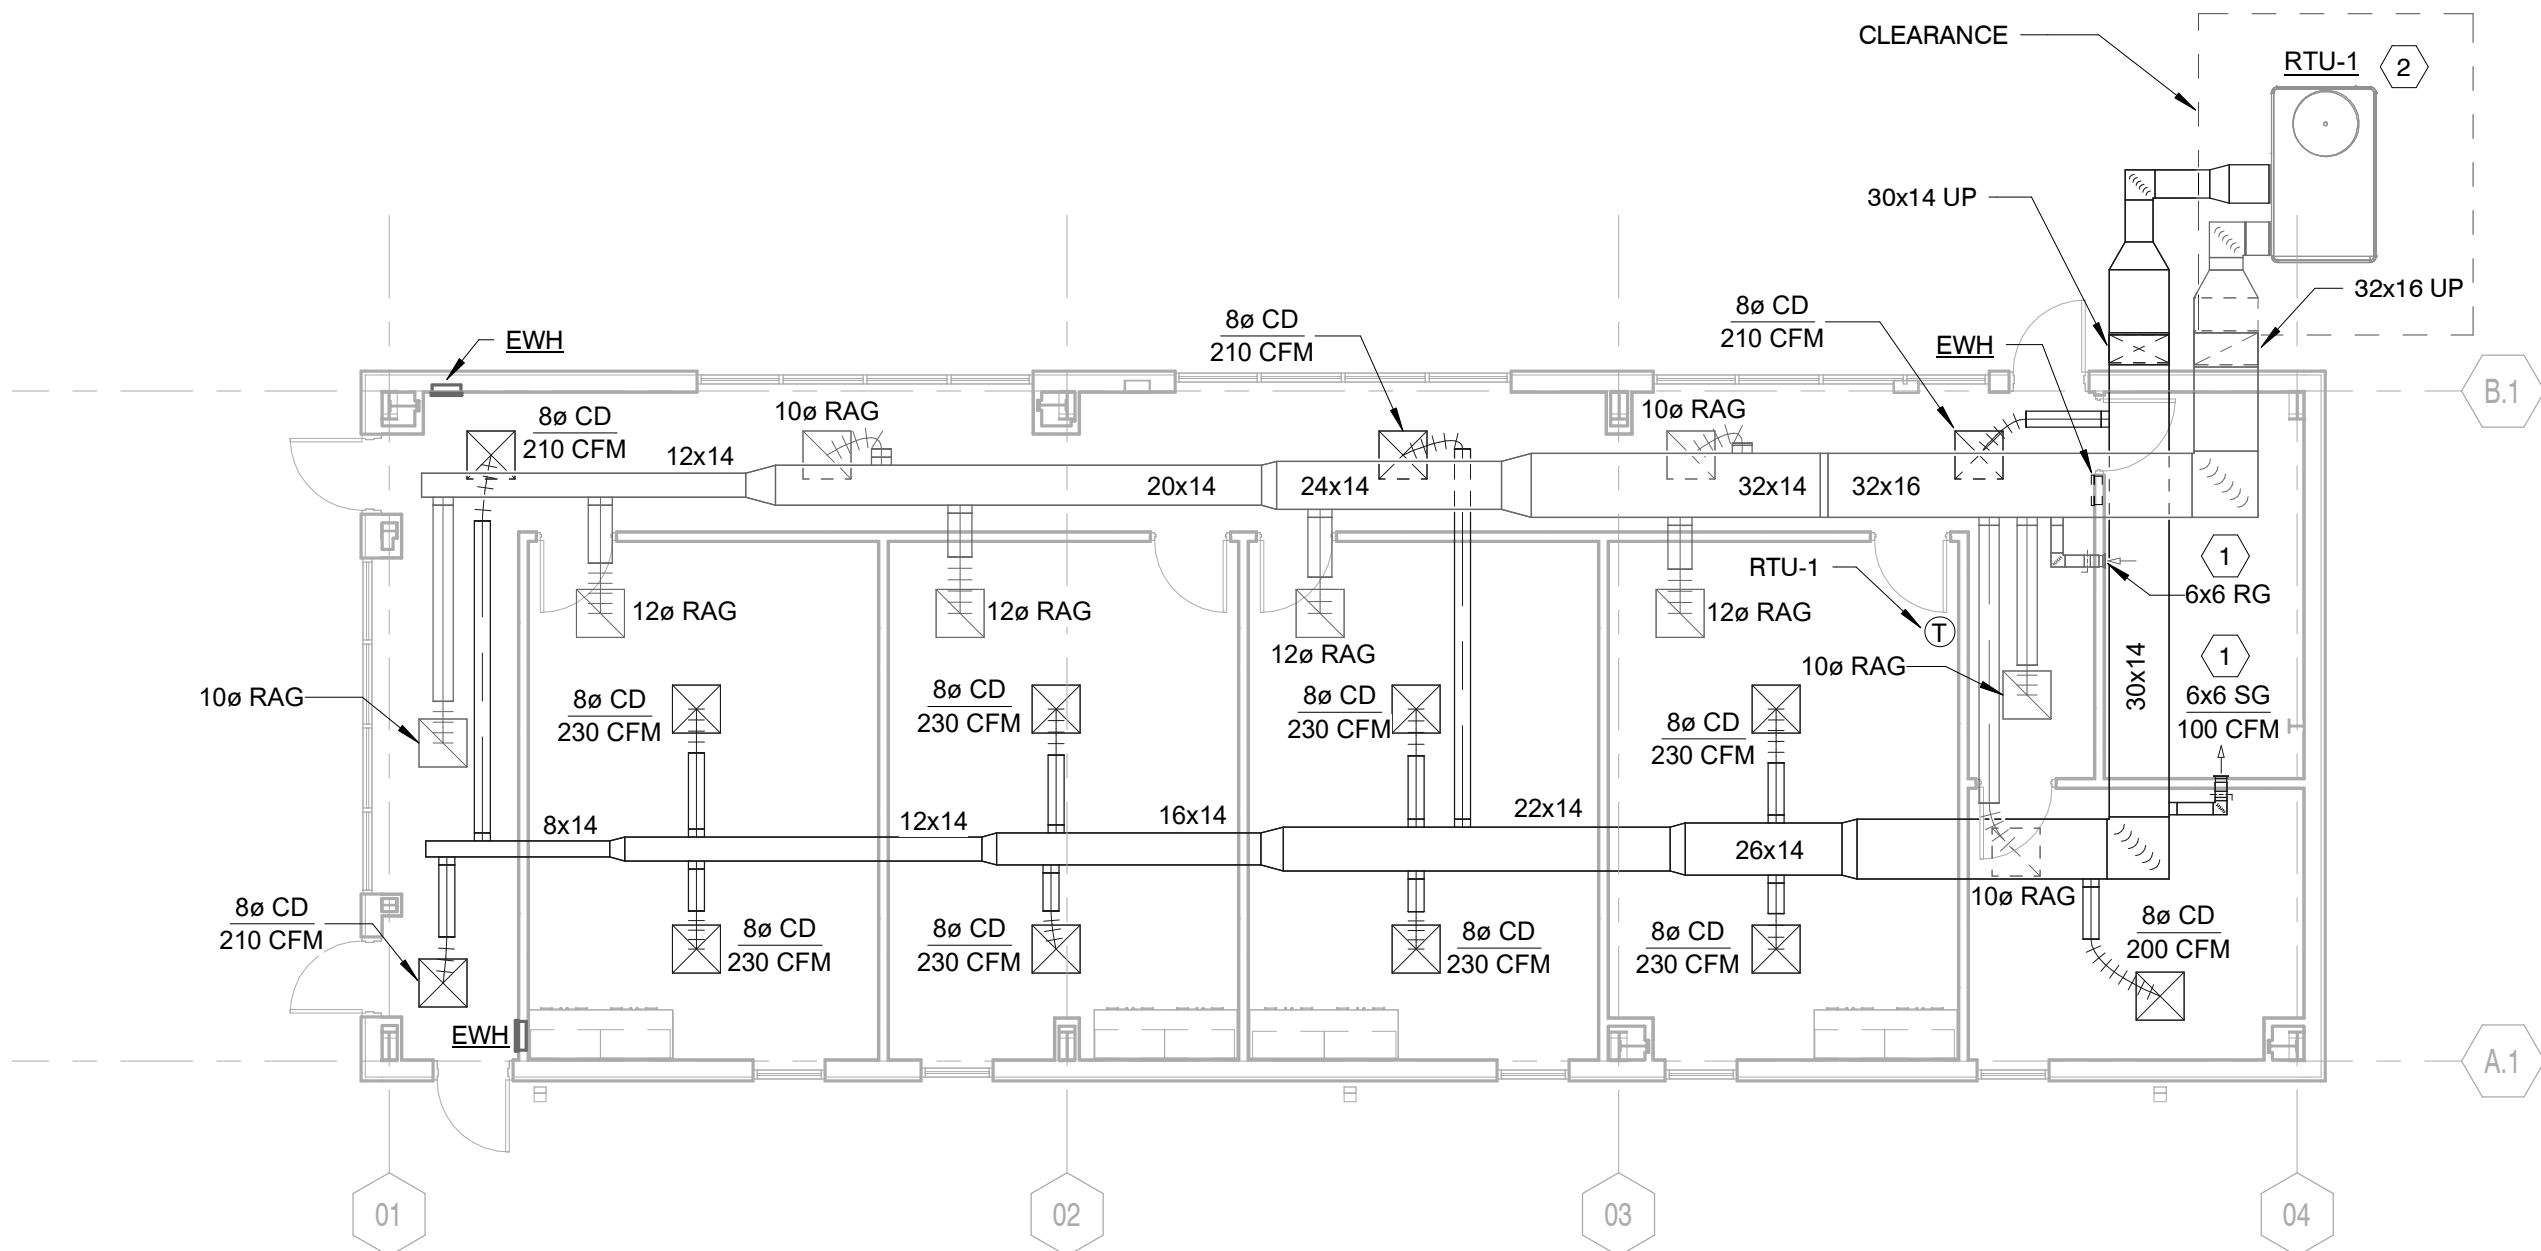 CLEARANCE
RTU-1
2
30x14 UP
32x16 UP
8ø CD
210 CFM
8ø CD
210 CFM
EWH
EWH
B.1
8ø CD
210 CFM
10ø RAG
10ø RAG
12x14
20x14
24x14
32x14
32x16
1
6x6 RG
RTU-1
T
12ø RAG
12ø RAG
12ø RAG
12ø RAG
10ø RAG
10ø RAG
30x14
1
6x6 SG
100 CFM
8ø CD
230 CFM
8ø CD
230 CFM
8ø CD
230 CFM
8ø CD
230 CFM
8x14
12x14
16x14
22x14
26x14
10ø RAG
8ø CD
210 CFM
8ø CD
230 CFM
8ø CD
230 CFM
8ø CD
230 CFM
8ø CD
230 CFM
8ø CD
200 CFM
EWH
A.1
01
02
03
04